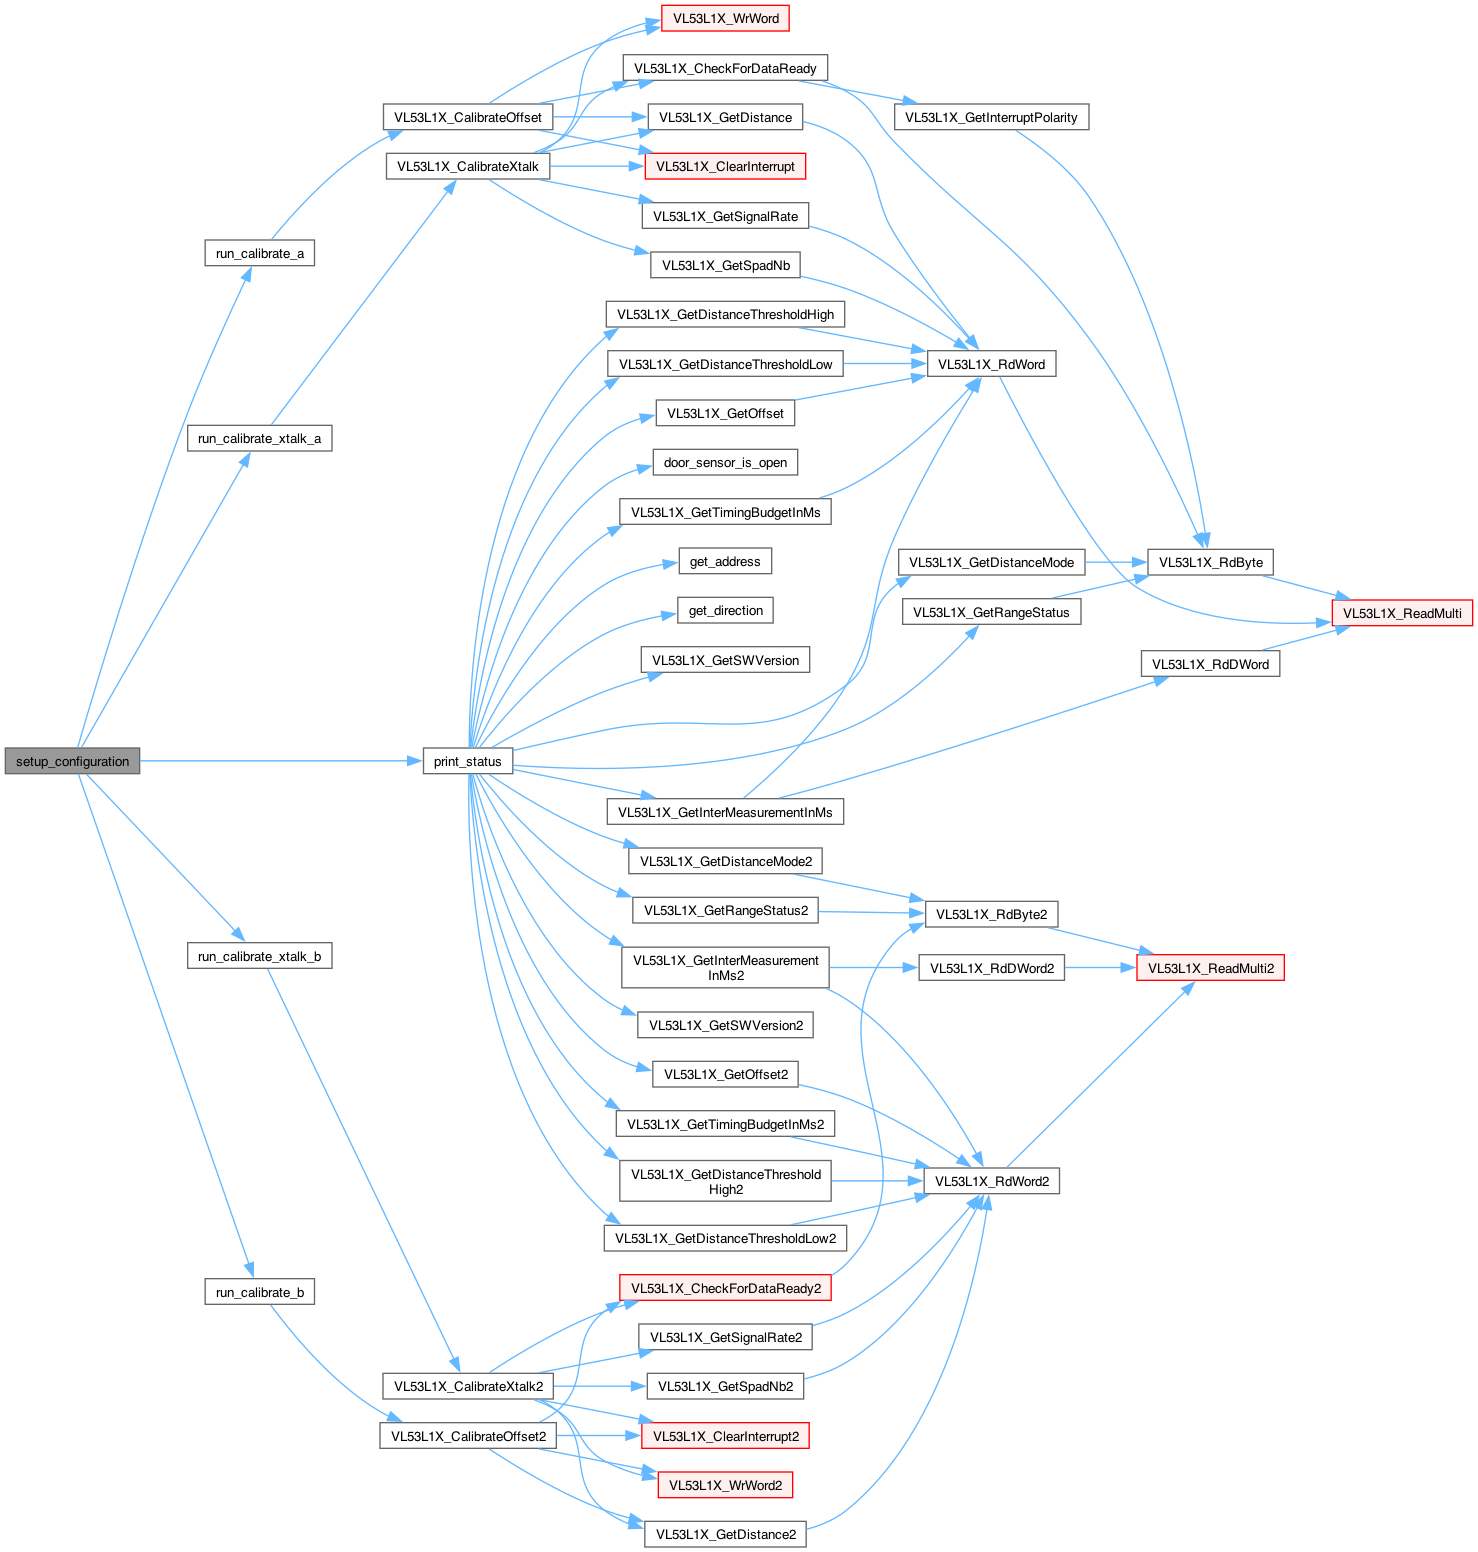 VL53L1X_WrWord
VL53L1X_CheckForDataReady
VL53L1X_CalibrateOffset
VL53L1X_GetDistance
VL53L1X_GetInterruptPolarity
VL53L1X_CalibrateXtalk
VL53L1X_ClearInterrupt
VL53L1X_GetSignalRate
run_calibrate_a
VL53L1X_GetSpadNb
VL53L1X_GetDistanceThresholdHigh
VL53L1X_GetDistanceThresholdLow
VL53L1X_RdWord
VL53L1X_GetOffset
run_calibrate_xtalk_a
door_sensor_is_open
VL53L1X_GetTimingBudgetInMs
get_address
VL53L1X_GetDistanceMode
VL53L1X_RdByte
get_direction
VL53L1X_GetRangeStatus
VL53L1X_ReadMulti
VL53L1X_GetSWVersion
VL53L1X_RdDWord
setup_configuration
print_status
VL53L1X_GetInterMeasurementInMs
VL53L1X_GetDistanceMode2
VL53L1X_GetRangeStatus2
VL53L1X_RdByte2
run_calibrate_xtalk_b
VL53L1X_GetInterMeasurement
InMs2
VL53L1X_RdDWord2
VL53L1X_ReadMulti2
VL53L1X_GetSWVersion2
VL53L1X_GetOffset2
VL53L1X_GetTimingBudgetInMs2
VL53L1X_GetDistanceThreshold
High2
VL53L1X_RdWord2
VL53L1X_GetDistanceThresholdLow2
run_calibrate_b
VL53L1X_CheckForDataReady2
VL53L1X_GetSignalRate2
VL53L1X_CalibrateXtalk2
VL53L1X_GetSpadNb2
VL53L1X_CalibrateOffset2
VL53L1X_ClearInterrupt2
VL53L1X_WrWord2
VL53L1X_GetDistance2